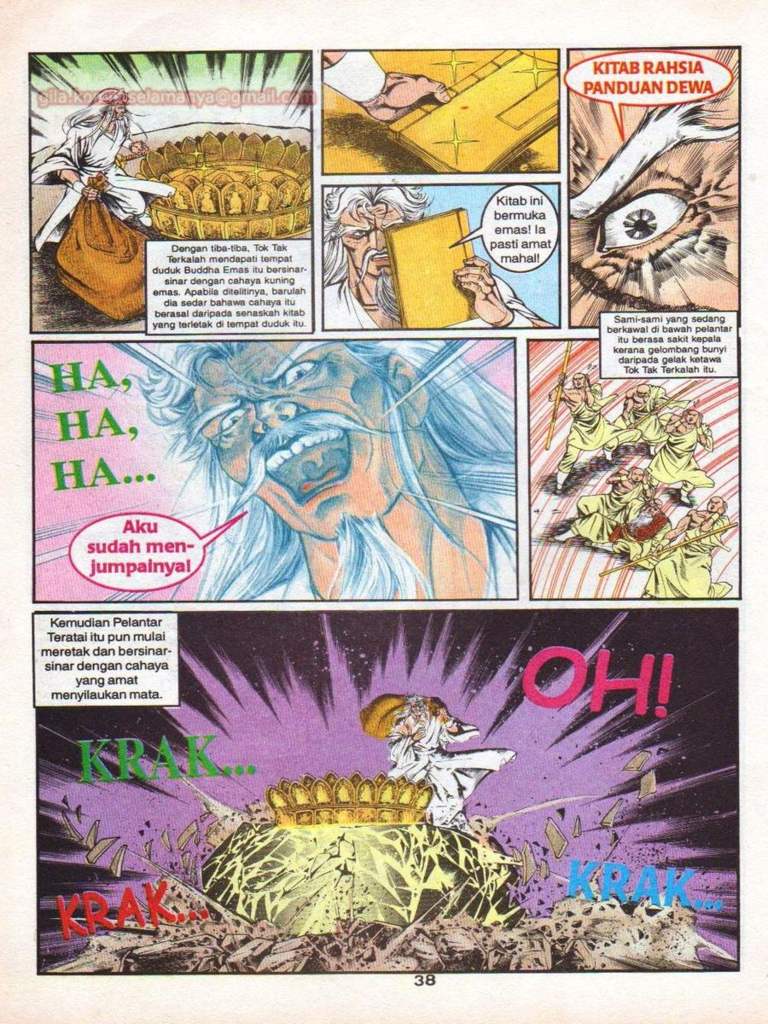 gila.komik.selamanya@gmail.com
Dengan tiba-tiba, Tok Tak
Terkalah mendapati tempat
duduk Buddha Emas itu bersinar-
sinar dengan cahaya kuning
emas. Apabila ditelitinya, barulah
dia sedar bahawa cahaya itu
berasal daripada senaskah kitab
yang terletak di tempat duduk itu.
Kitab ini
bermuka
emas! Ia
pasti amat
mahal!
KITAB RAHSIA
PANDUAN DEWA
HA,
HA,
HA...
Aku
sudah men-
jumpainya!
Sami-sami yang sedang
berkawal di bawah pelantar
itu berasa sakit kepala
kerana gelombang bunyi
daripada gelak ketawa
Tok Tak Terkalah itu.
Kemudian Pelantar
Teratai itu pun mulai
meretak dan bersinar-
sinar dengan cahaya
yang amat
menyilaukan mata.
OH!
KRAK...
KRAK...
KRAK...
38